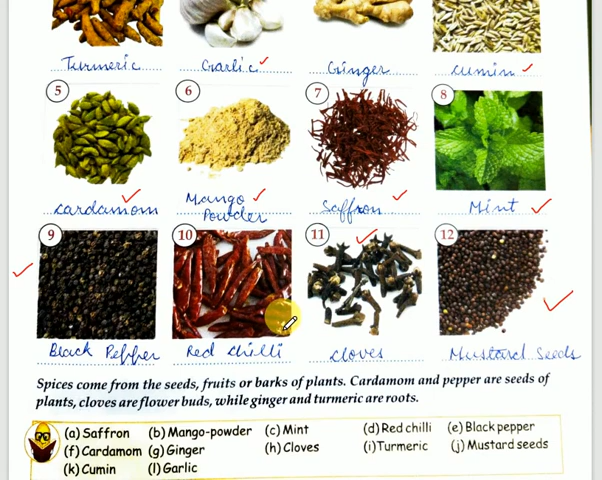 Turmeric Garlic Ginger cumin
5 6 7 8
cardamom Mango Powder Saffron Mint
9 10 11 12
Black Pepper Red chilli cloves Mustard Seeds
Spices come from the seeds, fruits or barks of plants. Cardamom and pepper are seeds of
plants, cloves are flower buds, while ginger and turmeric are roots.
(a) Saffron (b) Mango-powder (c) Mint (d) Red chilli (e) Black pepper
(f) Cardamom (g) Ginger (h) Cloves (i) Turmeric (j) Mustard seeds
(k) Cumin (l) Garlic